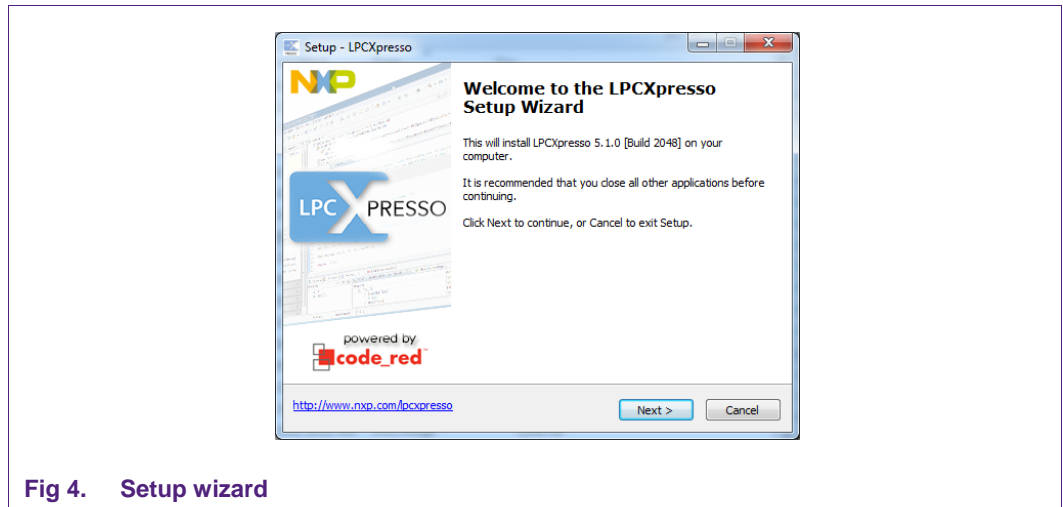 Setup - LPCXpresso
NXP
Welcome to the LPCXpresso
Setup Wizard
This will install LPCXpresso 5.1.0 [Build 2048] on your
computer.
It is recommended that you close all other applications before
continuing.
Click Next to continue, or Cancel to exit Setup.
LPCXPRESSO
powered by
code_red
http://www.nxp.com/lpcxpresso
Next >
Cancel
Fig 4. Setup wizard